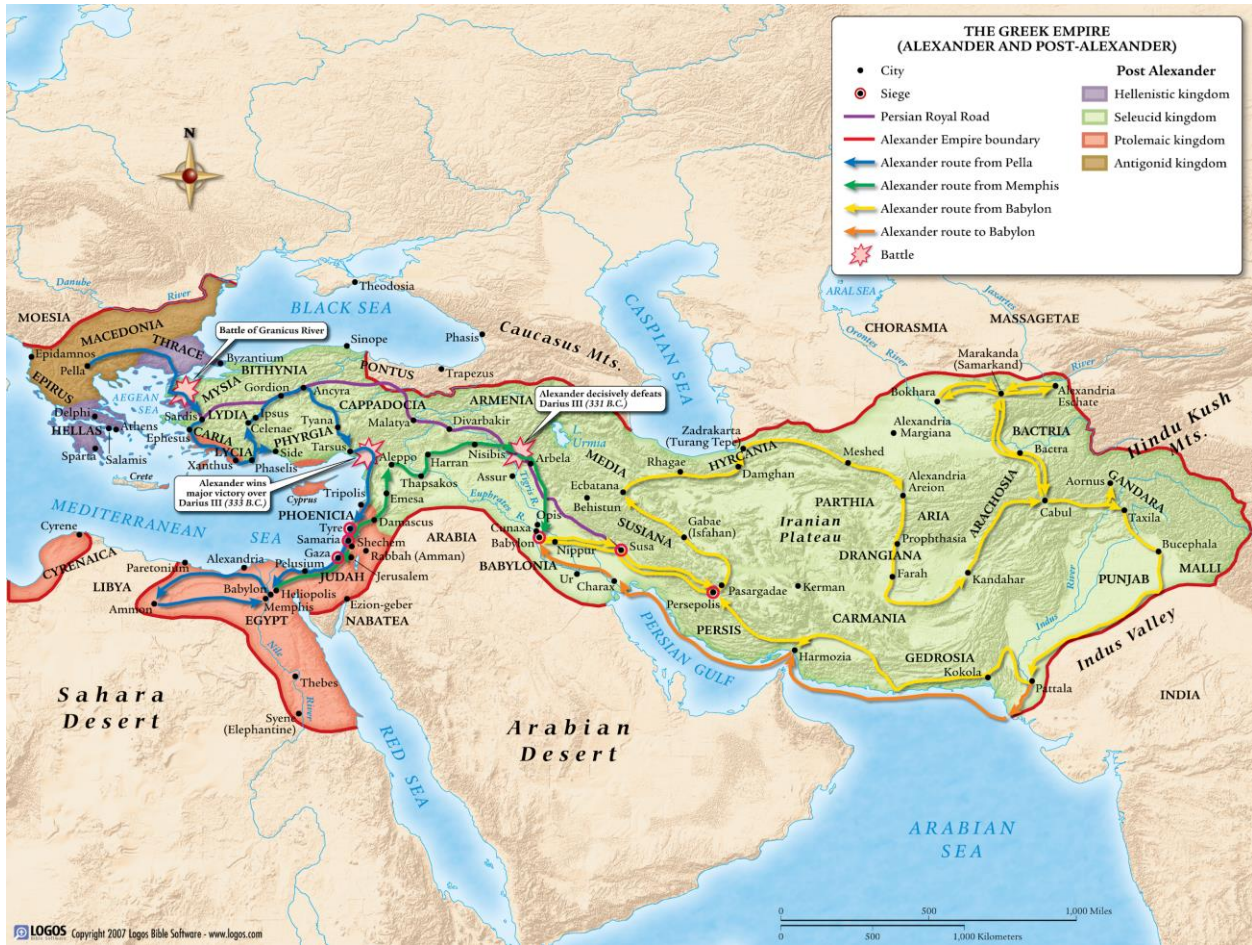 THE GREEK EMPIRE
(ALEXANDER AND POST-ALEXANDER)
City
Siege
Persian Royal Road
Alexander Empire boundary
Alexander route from Pella
Alexander route from Memphis
Alexander route from Babylon
Alexander route to Babylon
Battle
Post Alexander
Hellenistic kingdom
Seleucid kingdom
Ptolemaic kingdom
Antigonid kingdom
N
Danube
River
MOESIA
MACEDONIA
THRACE
Epidamnos
Pella
EPIRUS
Battle of Granicus River
Byzantium
BITHYNIA
BLACK SEA
Theodosia
Sinope
Phasis
Caucasus Mts.
PONTUS
Trapezus
CASPIAN SEA
ARAL SEA
Jaxartes
River
Orontes
River
CHORASMIA
MASSAGETAE
Marakanda
(Samarkand)
Bokhara
Alexandria
Eschate
Hindu Kush
Mts.
AEGEAN
SEA
MYSIA
Gordion
Ancyra
CAPPADOCIA
ARMENIA
Alexander decisively defeats
Darius III (331 B.C.)
Delphi
HELLAS
Athens
Sparta
Salamis
Sardis
LYDIA
Ipsus
Celenae
Ephesus
CARIA
PHRYGIA
LYCIA
Side
Xanthus
Phaselis
Tyana
Tarsus
Malatya
Divarbakir
Nisibis
Arbela
L.
Urmia
MEDIA
Crete
Alexander wins
major victory over
Darius III (333 B.C.)
Cyprus
Aleppo
Harran
Thapsakos
Emesa
Assur
Tigris R.
Euphrates
R.
Ecbatana
Behistun
Rhagae
Zadrakarta
(Turang Tepe)
HYRCANIA
Damghan
Meshed
Alexandria
Margiana
BACTRIA
Bactra
Alexandria
Areion
PARTHIA
ARIA
ARACHOSIA
Aornus
GANDARA
Cabul
Taxila
MEDITERRANEAN
SEA
Tripolis
PHOENICIA
Damascus
Tyre
Samaria
Shechem
Gaza
Rabbah (Amman)
JUDAH
Jerusalem
ARABIA
Opis
Cunaxa
Babylon
Nippur
SUSIANA
Susa
Gabae
(Isfahan)
Iranian
Plateau
Prophthasia
DRANGIANA
Farah
Kandahar
Bucephala
PUNJAB
MALLI
Cyrene
CYRENAICA
LIBYA
Paretonium
Alexandria
Pelusium
Babylon
Heliopolis
Memphis
EGYPT
Ammon
Ezion-geber
NABATEA
BABYLONIA
Ur
Charax
Pasargadae
Persepolis
Kerman
PERSIS
CARMANIA
Indus
River
PERSIAN GULF
Harmozia
GEDROSIA
Kokola
Pattala
Indus Valley
INDIA
Nile
River
Thebes
Syene
(Elephantine)
Sahara
Desert
RED SEA
Arabian
Desert
ARABIAN
SEA
0 500 1,000 Miles
0 500 1,000 Kilometers
LOGOS
BIBLE SOFTWARE
Copyright 2007 Logos Bible Software - www.logos.com